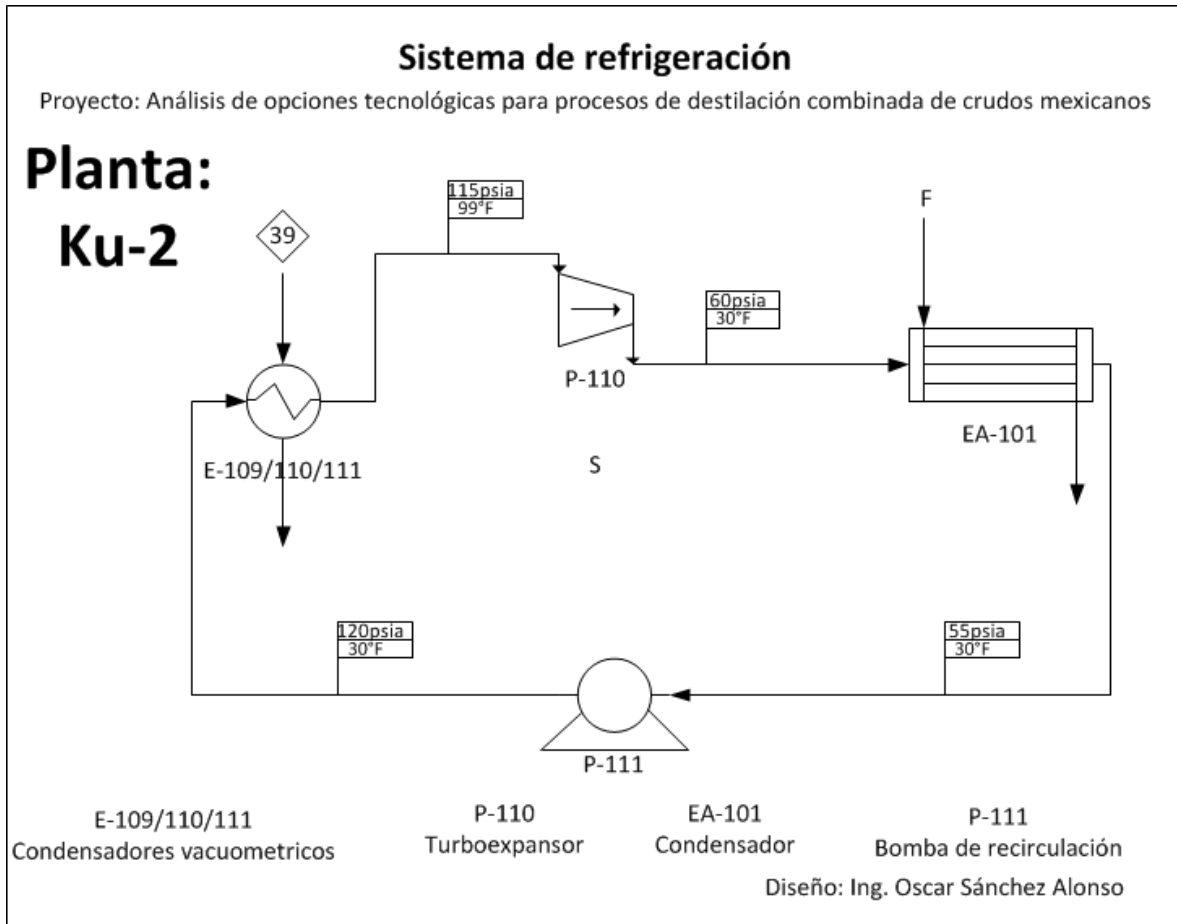 Sistema de refrigeración
Proyecto: Análisis de opciones tecnológicas para procesos de destilación combinada de crudos mexicanos
Planta:
Ku-2
39
115psia
99°F
F
60psia
30°F
P-110
EA-101
E-109/110/111
S
120psia
30°F
55psia
30°F
P-111
E-109/110/111
Condensadores vacuometricos
P-110
Turboexpansor
EA-101
Condensador
P-111
Bomba de recirculación
Diseño: Ing. Oscar Sánchez Alonso